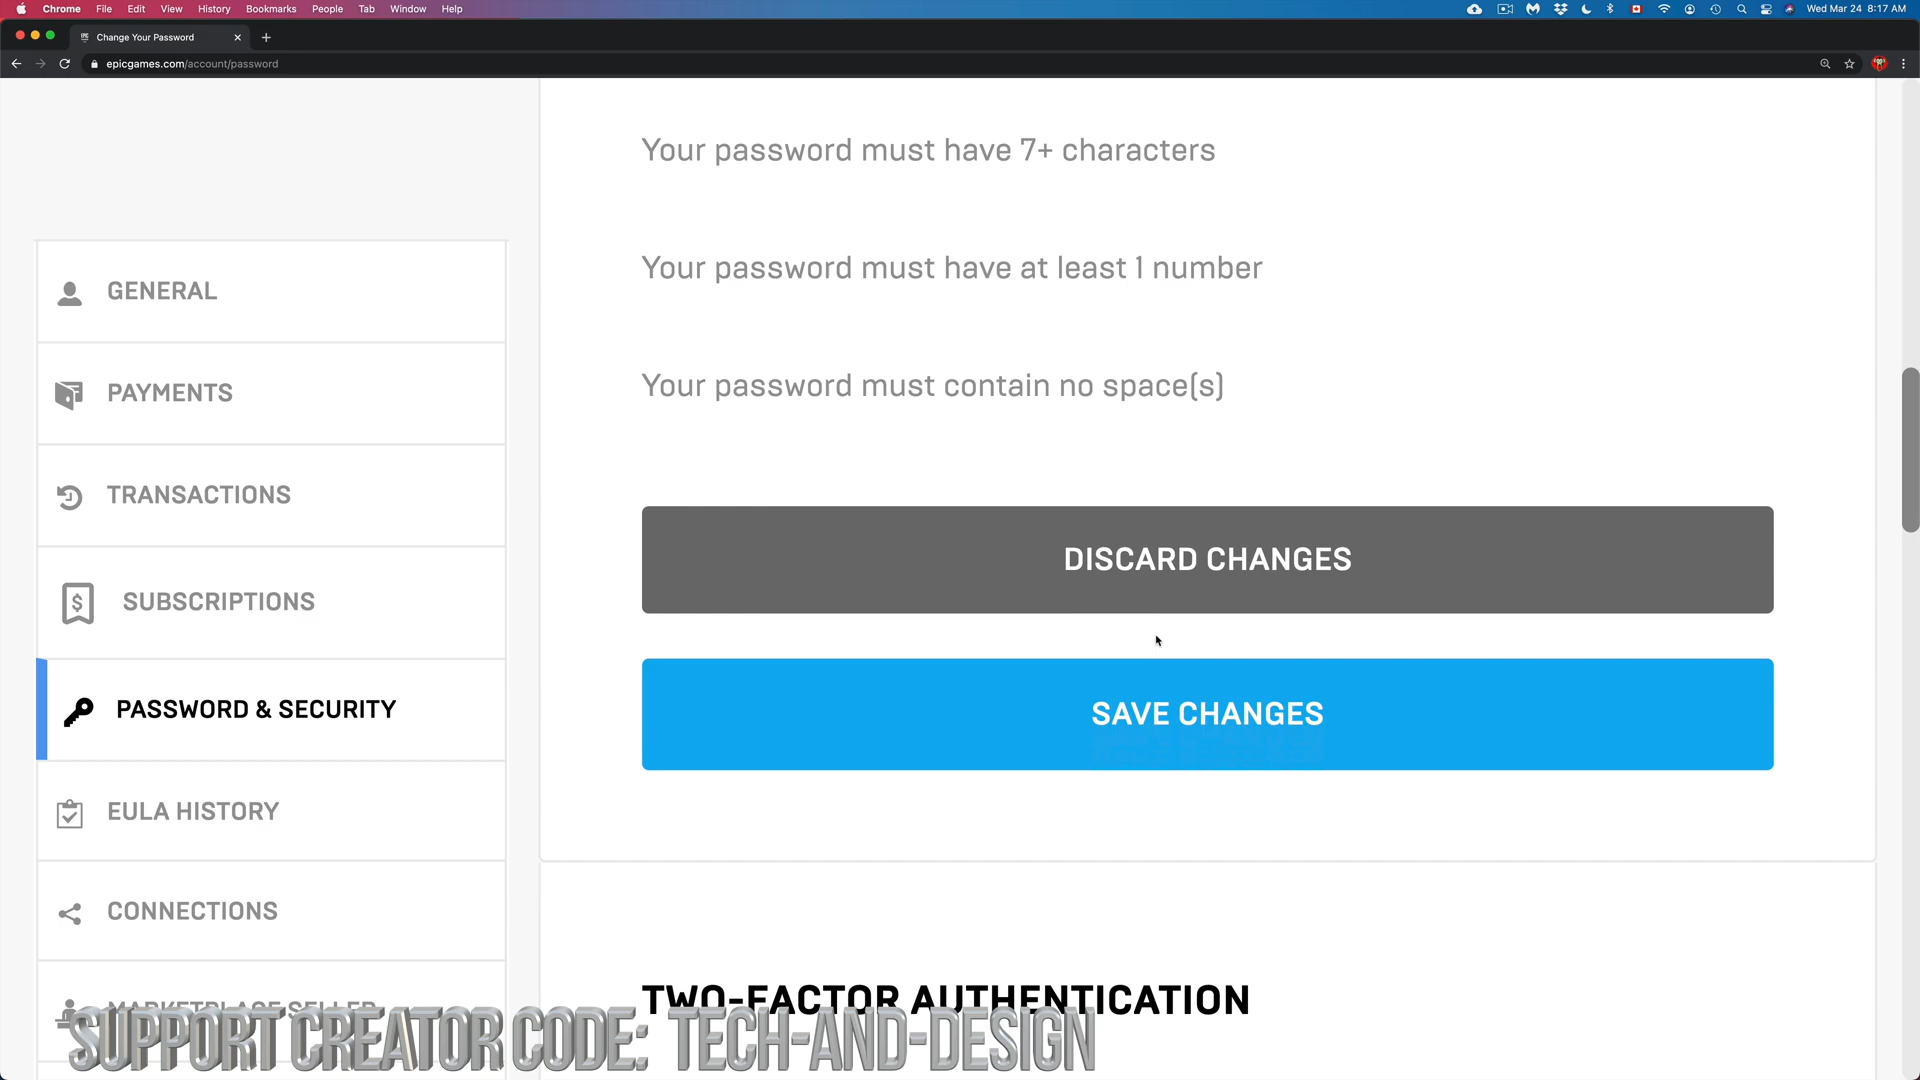 Chrome File Edit View History Bookmarks People Tab Window Help Wed Mar 24 8:17 AM
Change Your Password
epicgames.com/account/password
Your password must have 7+ characters
Your password must have at least 1 number
Your password must contain no space(s)
GENERAL
PAYMENTS
TRANSACTIONS
SUBSCRIPTIONS
PASSWORD & SECURITY
EULA HISTORY
CONNECTIONS
MARKETPLACE SELLER
DISCARD CHANGES
SAVE CHANGES
TWO-FACTOR AUTHENTICATION
SUPPORT CREATOR CODE: TECH-AND-DESIGN